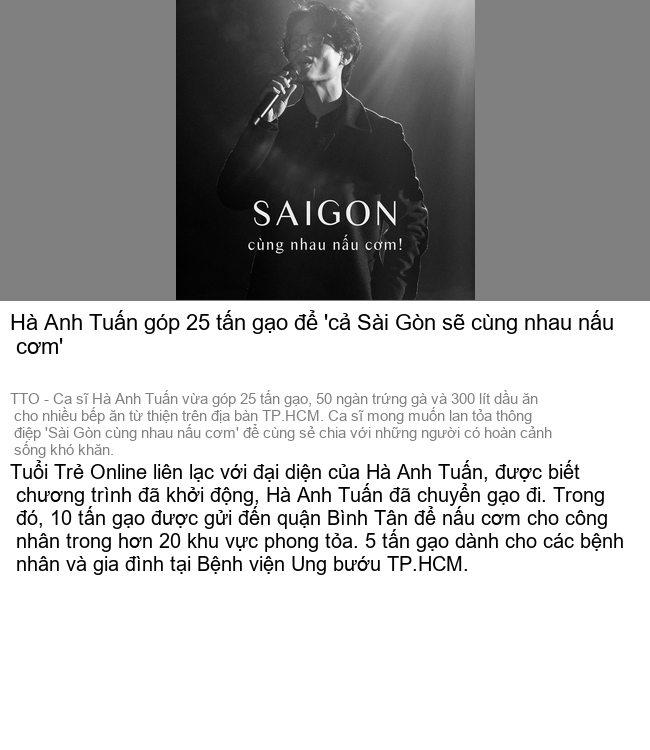 SAIGON
cùng nhau nấu cơm!
Hà Anh Tuấn góp 25 tấn gạo để 'cả Sài Gòn sẽ cùng nhau nấu
cơm'
TTO - Ca sĩ Hà Anh Tuấn vừa góp 25 tấn gạo, 50 ngàn trứng gà và 300 lít dầu ăn
cho nhiều bếp ăn từ thiện trên địa bàn TP.HCM. Ca sĩ mong muốn lan tỏa thông
điệp 'Sài Gòn cùng nhau nấu cơm' để cùng sẻ chia với những người có hoàn cảnh
sống khó khăn.
Tuổi Trẻ Online liên lạc với đại diện của Hà Anh Tuấn, được biết
chương trình đã khởi động, Hà Anh Tuấn đã chuyển gạo đi. Trong
đó, 10 tấn gạo được gửi đến quận Bình Tân để nấu cơm cho công
nhân trong hơn 20 khu vực phong tỏa. 5 tấn gạo dành cho các bệnh
nhân và gia đình tại Bệnh viện Ung bướu TP.HCM.